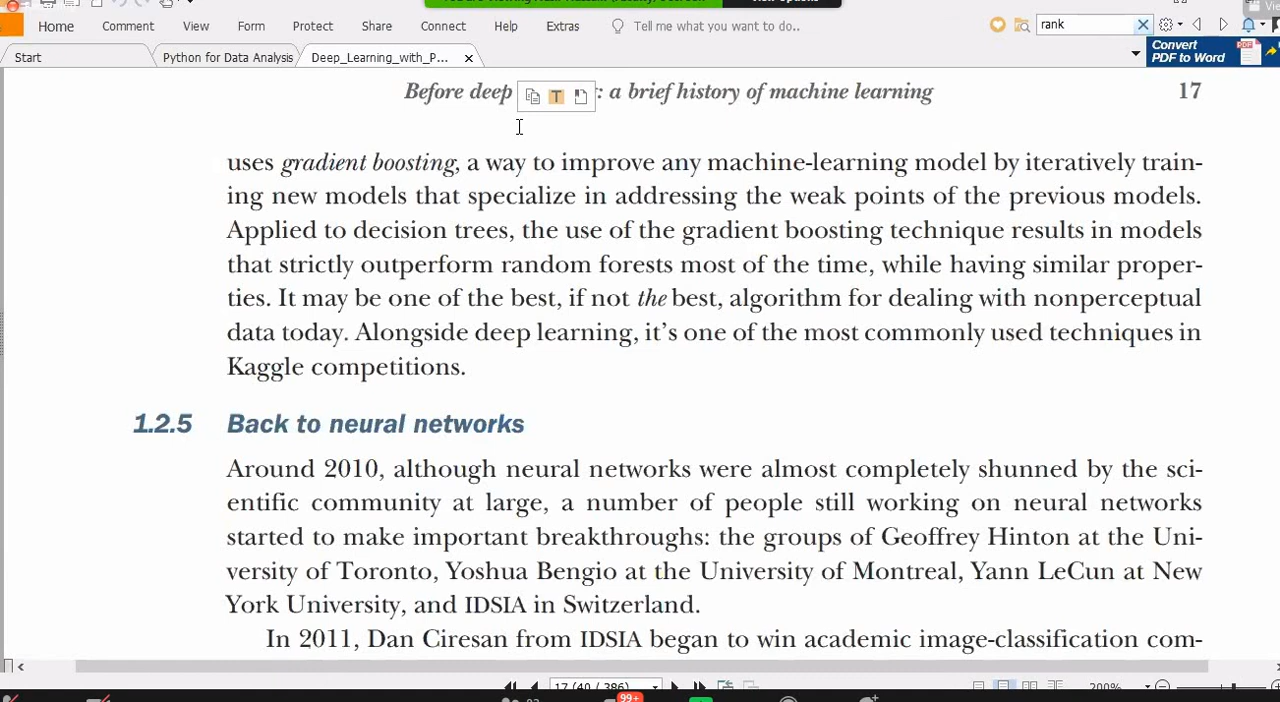 Home Comment View Form Protect Share Connect Help Extras Tell me what you want to do.. rank
Start Python for Data Analysis Deep_Learning_with_P... Convert
PDF to Word
Before deep : a brief history of machine learning 17
uses gradient boosting, a way to improve any machine-learning model by iteratively train-
ing new models that specialize in addressing the weak points of the previous models.
Applied to decision trees, the use of the gradient boosting technique results in models
that strictly outperform random forests most of the time, while having similar proper-
ties. It may be one of the best, if not the best, algorithm for dealing with nonperceptual
data today. Alongside deep learning, it's one of the most commonly used techniques in
Kaggle competitions.
1.2.5 Back to neural networks
Around 2010, although neural networks were almost completely shunned by the sci-
entific community at large, a number of people still working on neural networks
started to make important breakthroughs: the groups of Geoffrey Hinton at the Uni-
versity of Toronto, Yoshua Bengio at the University of Montreal, Yann LeCun at New
York University, and IDSIA in Switzerland.
In 2011, Dan Ciresan from IDSIA began to win academic image-classification com-
17 (40 / 386) 200%
99+